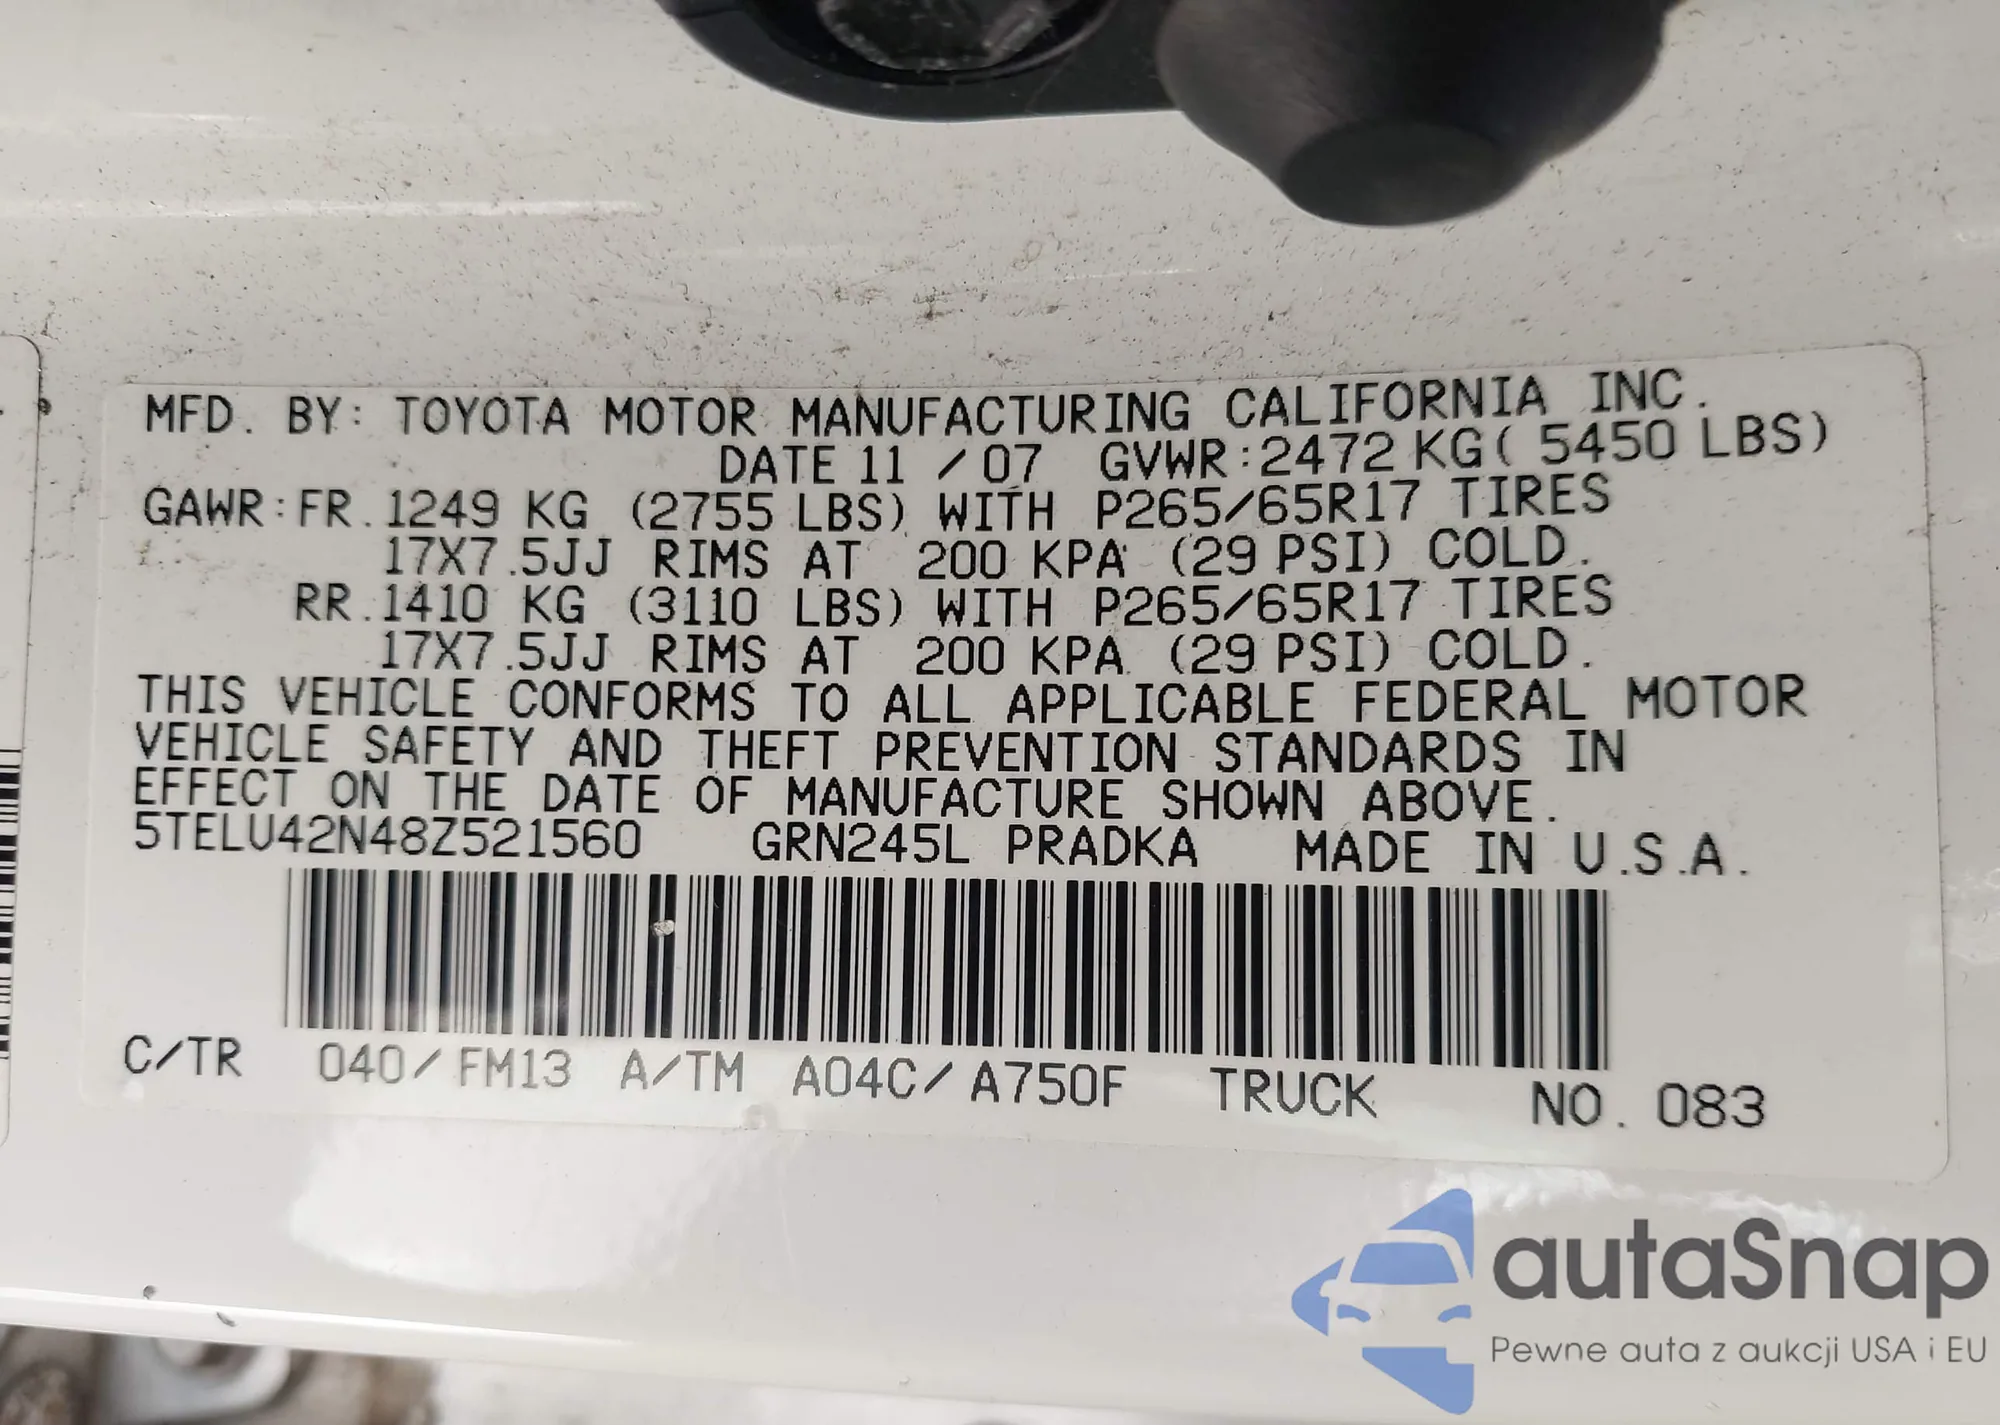 MFD. BY: TOYOTA MOTOR MANUFACTURING CALIFORNIA INC.
DATE 11 / 07 GVWR:2472 KG( 5450 LBS)
GAWR:FR.1249 KG (2755 LBS) WITH P265/65R17 TIRES
17X7.5JJ RIMS AT 200 KPA (29 PSI) COLD.
RR.1410 KG (3110 LBS) WITH P265/65R17 TIRES
17X7.5JJ RIMS AT 200 KPA (29 PSI) COLD.
THIS VEHICLE CONFORMS TO ALL APPLICABLE FEDERAL MOTOR
VEHICLE SAFETY AND THEFT PREVENTION STANDARDS IN
EFFECT ON THE DATE OF MANUFACTURE SHOWN ABOVE.
5TELU42N48Z521560 GRN245L PRADKA MADE IN U.S.A.
C/TR 040/FM13 A/TM A04C/A750F TRUCK NO. 083
autaSnap
Pewne auta z aukcji USA i EU